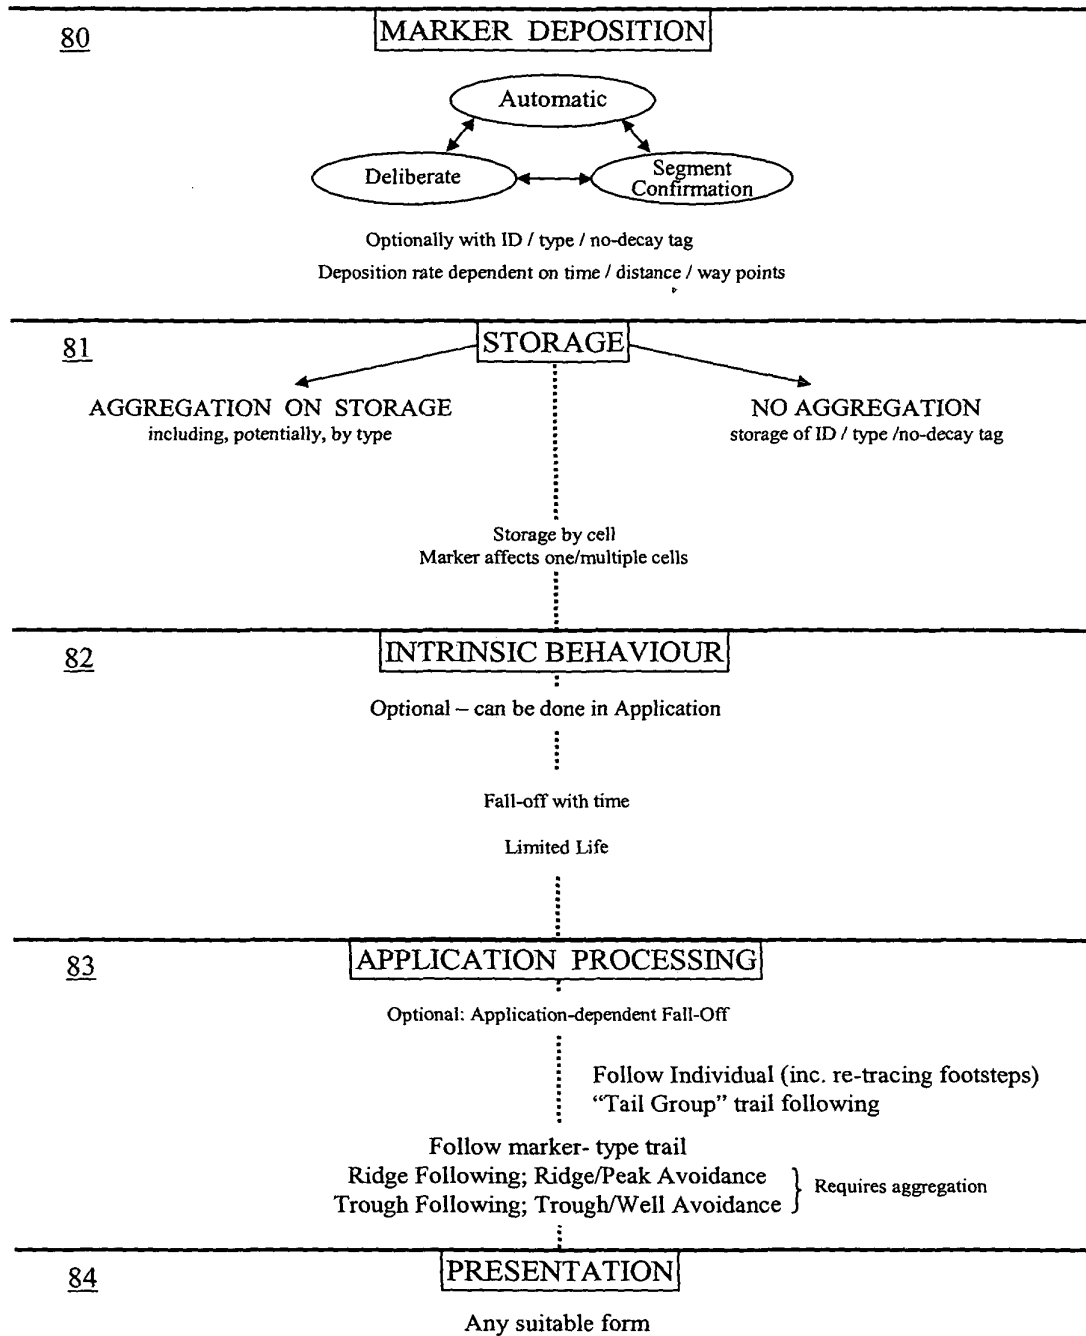 80
MARKER DEPOSITION
Automatic
Deliberate
Segment
Confirmation
Optionally with ID / type / no-decay tag
Deposition rate dependent on time / distance / way points
81
STORAGE
AGGREGATION ON STORAGE
including, potentially, by type
NO AGGREGATION
storage of ID / type /no-decay tag
Storage by cell
Marker affects one/multiple cells
82
INTRINSIC BEHAVIOUR
Optional – can be done in Application
Fall-off with time
Limited Life
83
APPLICATION PROCESSING
Optional: Application-dependent Fall-Off
Follow Individual (inc. re-tracing footsteps)
“Tail Group” trail following
Follow marker- type trail
Ridge Following; Ridge/Peak Avoidance
Trough Following; Trough/Well Avoidance
Requires aggregation
84
PRESENTATION
Any suitable form